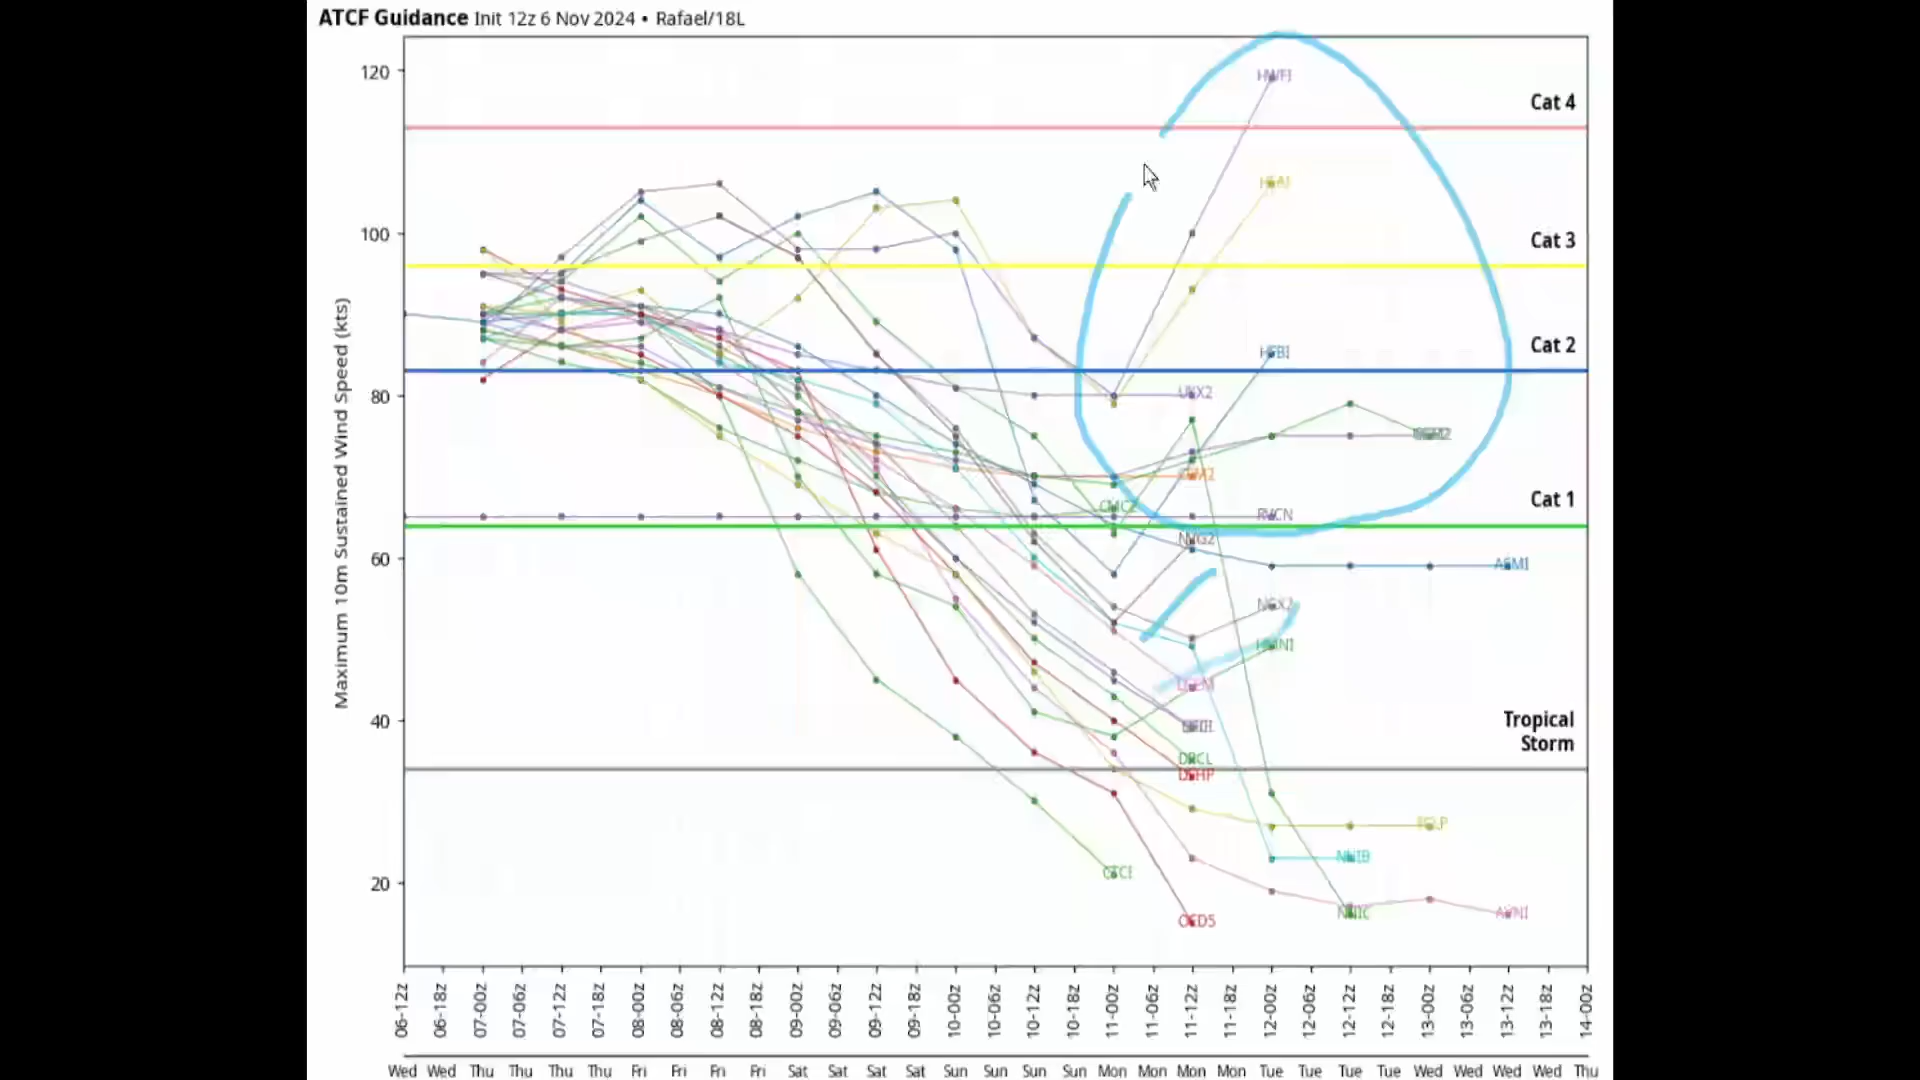 ATCF Guidance Init 12z 6 Nov 2024 • Rafael/18L
Maximum 10m Sustained Wind Speed (kts)
120
100
80
60
40
20
Cat 4
Cat 3
Cat 2
Cat 1
Tropical
Storm
HWFI
HFAI
HFBI
UKX2
CMC2
RVCN
NVG2
NGX2
HMNI
DRCL
DSHP
NNIB
NNIC
CTCI
OCD5
06-12z 06-18z 07-00z 07-06z 07-12z 07-18z 08-00z 08-06z 08-12z 08-18z 09-00z 09-06z 09-12z 09-18z 10-00z 10-06z 10-12z 10-18z 11-00z 11-06z 11-12z 11-18z 12-00z 12-06z 12-12z 12-18z 13-00z 13-06z 13-12z 13-18z 14-00z
Wed Wed Thu Thu Thu Thu Fri Fri Fri Fri Sat Sat Sat Sat Sun Sun Sun Sun Mon Mon Mon Mon Tue Tue Tue Tue Wed Wed Wed Wed Thu